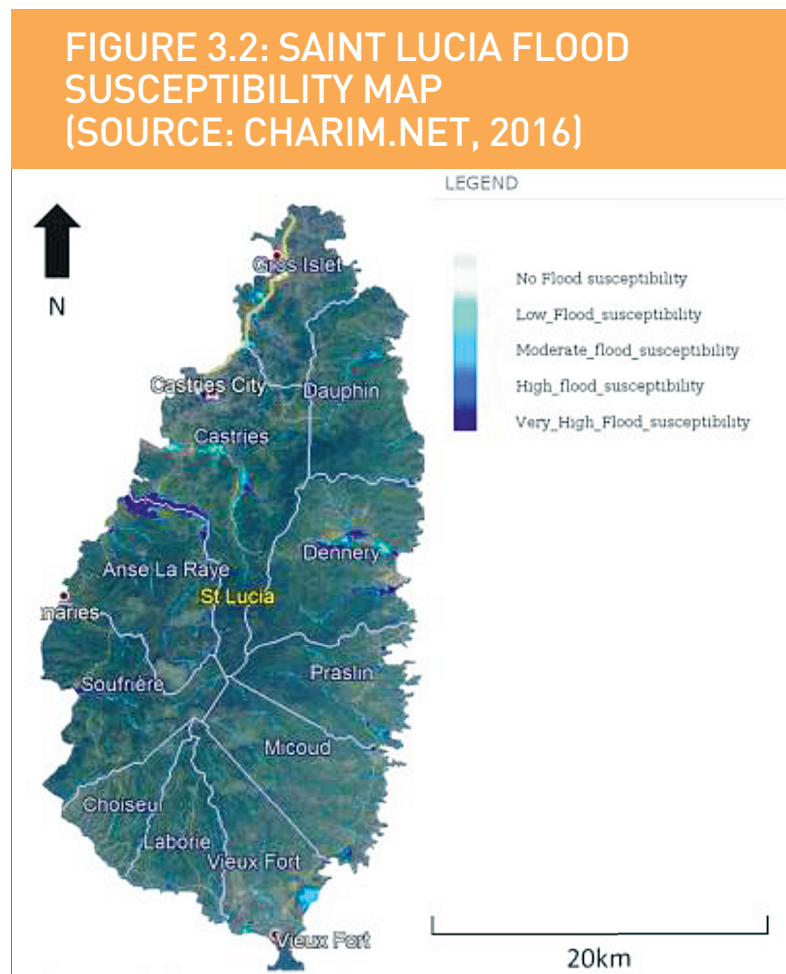 FIGURE 3.2: SAINT LUCIA FLOOD
SUSCEPTIBILITY MAP
(SOURCE: CHARIM.NET, 2016)
LEGEND
N
No Flood susceptibility
Low_Flood_susceptibility
Moderate_flood_susceptibility
High_flood_susceptibility
Very_High_Flood_susceptibility
Gros Islet
Castries City
Dauphin
Castries
Dennery
Anse La Raye
St Lucia
naries
Praslin
Soufrière
Micoud
Choiseul
Laborie
Vieux Fort
Vieux Fort
20km